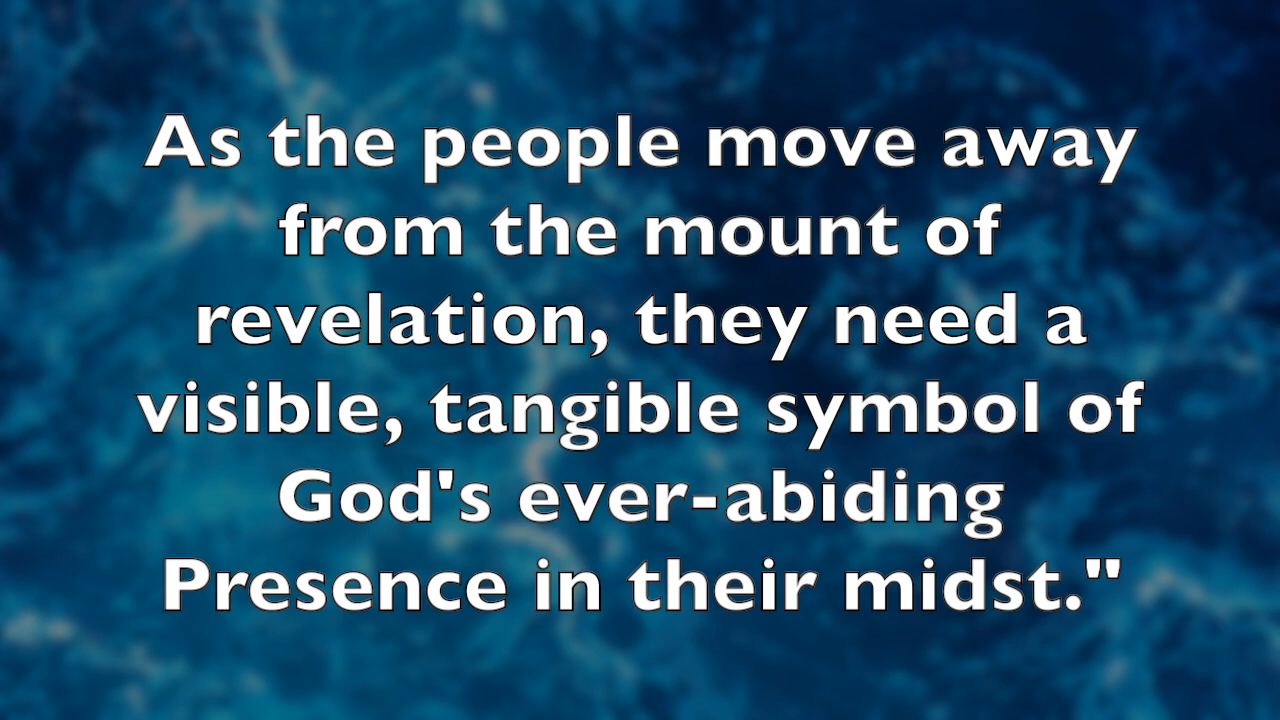 As the people move away
from the mount of
revelation, they need a
visible, tangible symbol of
God's ever-abiding
Presence in their midst."